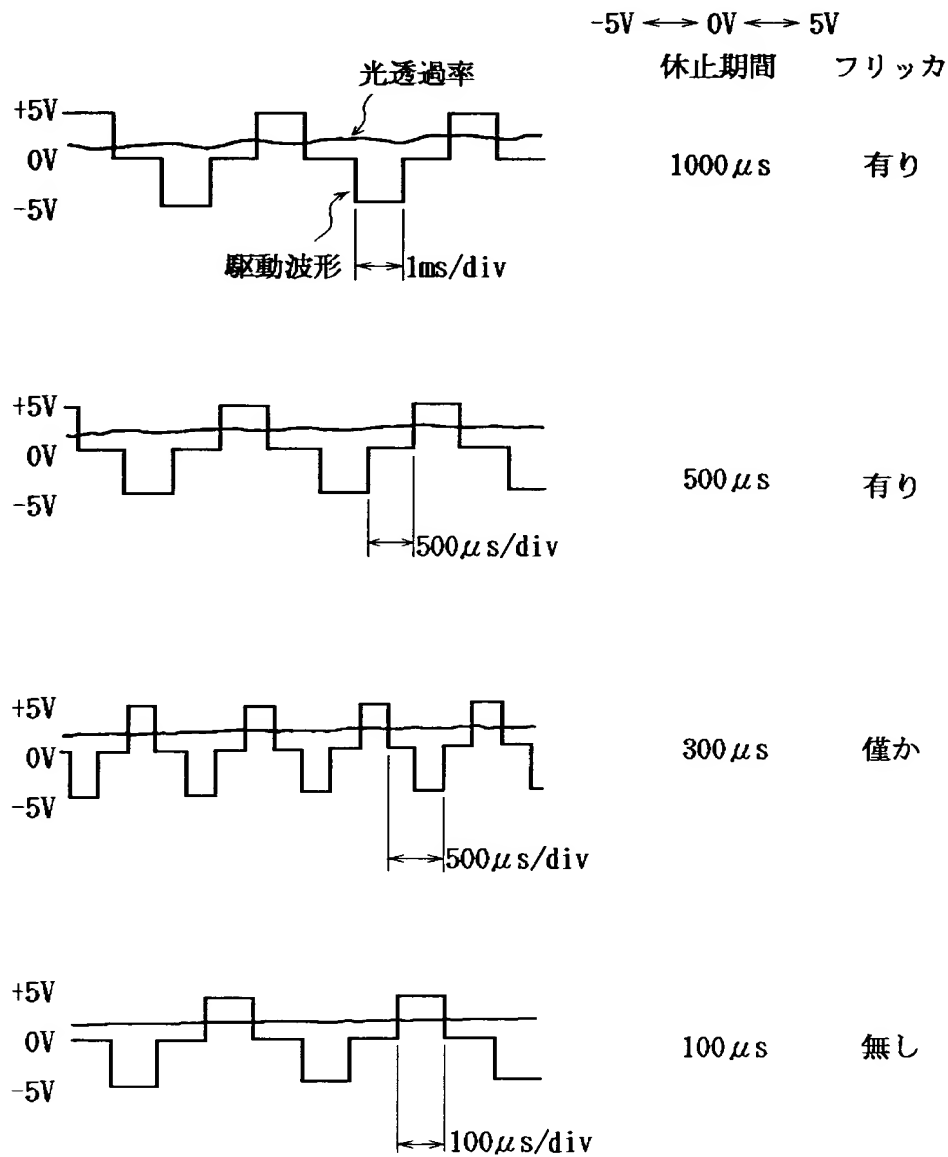 -5V ←→ 0V ←→ 5V
休止期間 フリッカ
光透過率
+5V
0V
-5V
駆動波形
1ms/div
1000μs 有り
+5V
0V
-5V
500μs/div
500μs 有り
+5V
0V
-5V
500μs/div
300μs 僅か
+5V
0V
-5V
100μs/div
100μs 無し